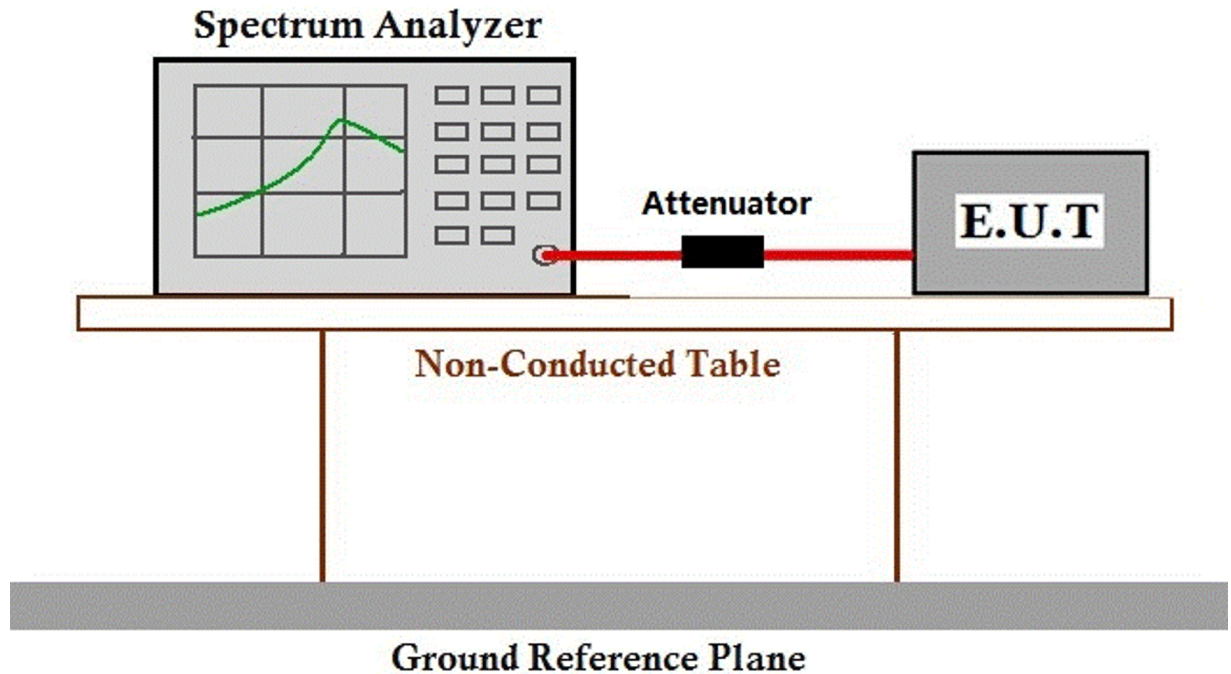 Spectrum Analyzer
Attenuator
E.U.T
Non-Conducted Table
Ground Reference Plane